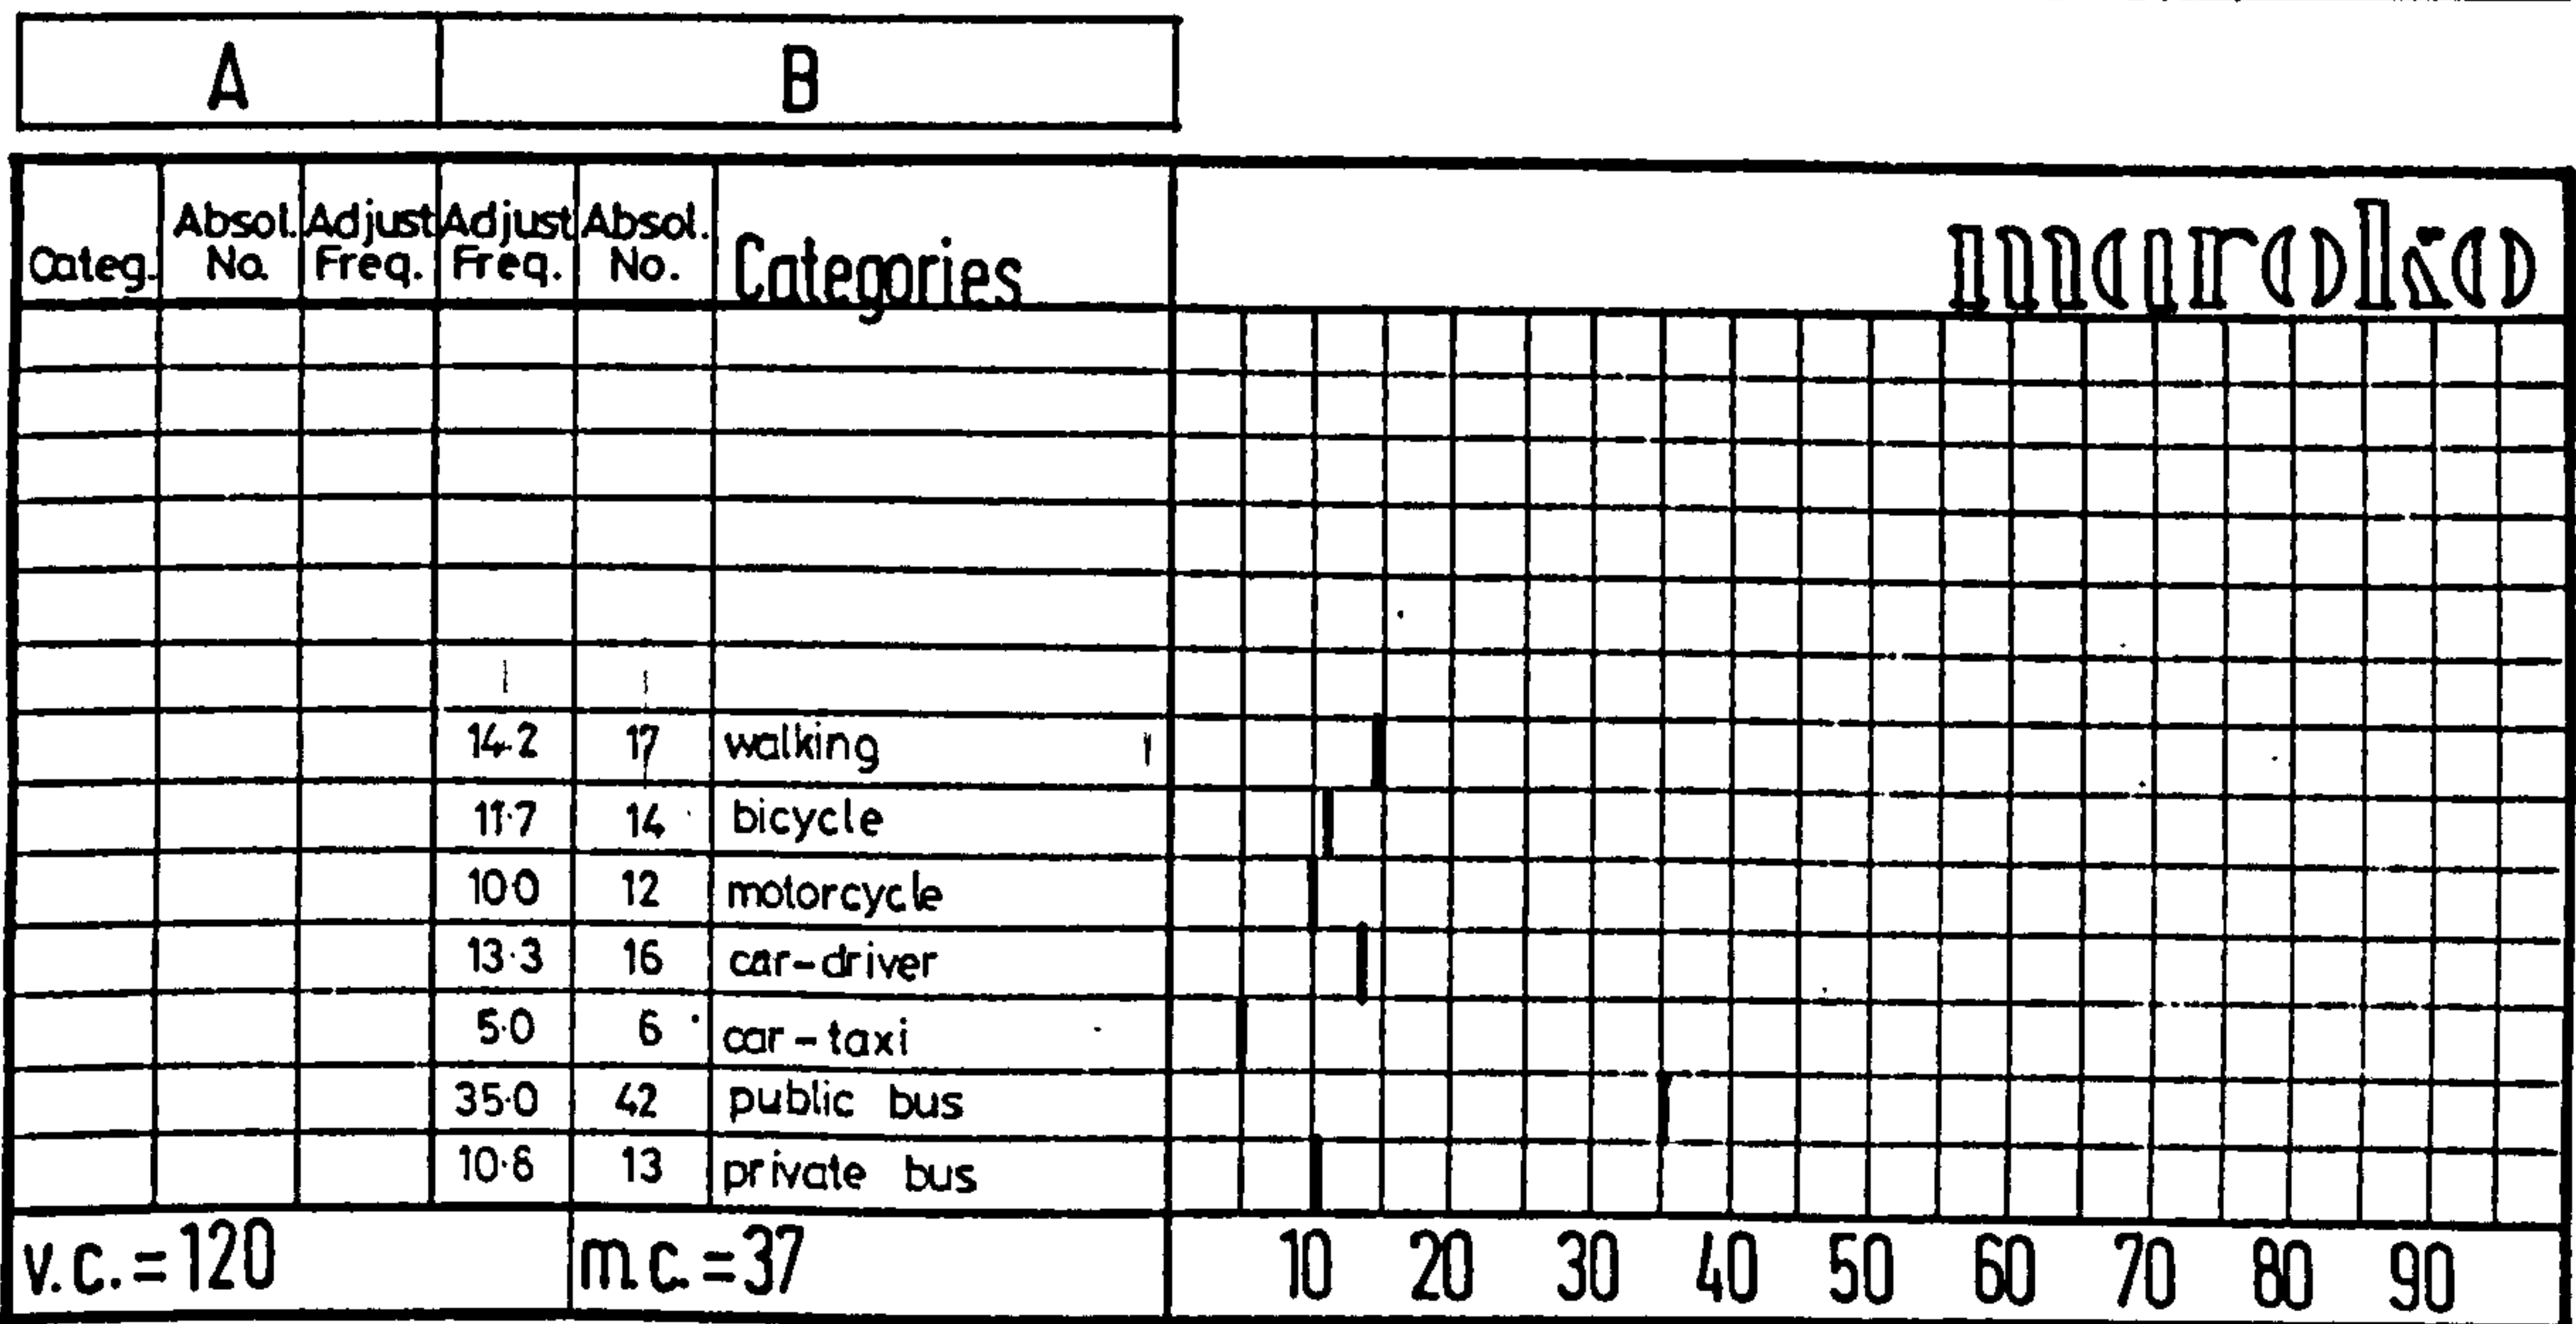 A B
Categ. Absol. No. Adjust Freq. Adjust Freq. Absol. No. Categories maroko
14.2 17 walking
11.7 14 bicycle
10.0 12 motorcycle
13.3 16 car-driver
5.0 6 car-taxi
35.0 42 public bus
10.8 13 private bus
v.c.=120 m.c.=37 10 20 30 40 50 60 70 80 90